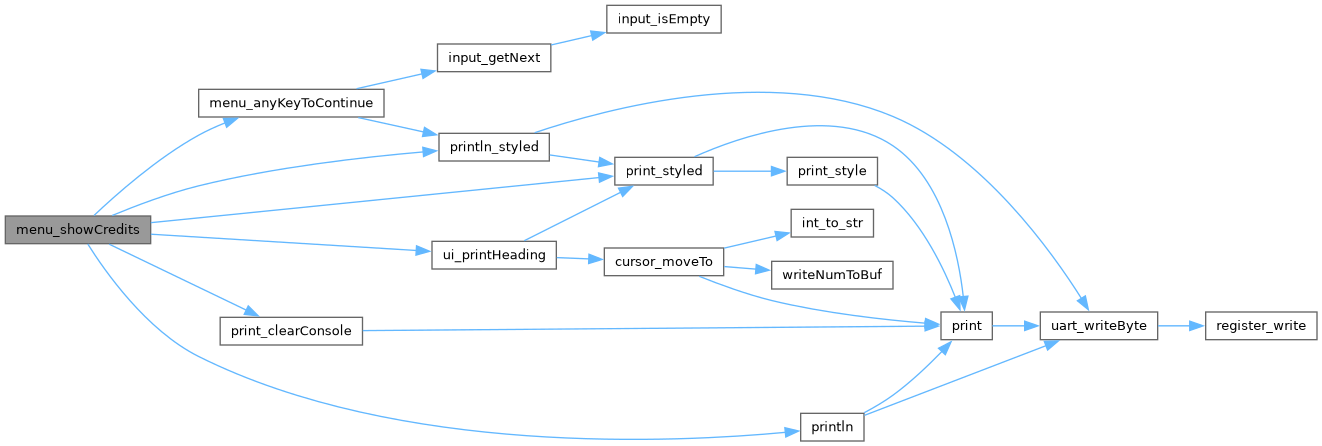 input_isEmpty
input_getNext
menu_anyKeyToContinue
println_styled
print_styled
print_style
int_to_str
menu_showCredits
ui_printHeading
cursor_moveTo
writeNumToBuf
print_clearConsole
print
uart_writeByte
register_write
println